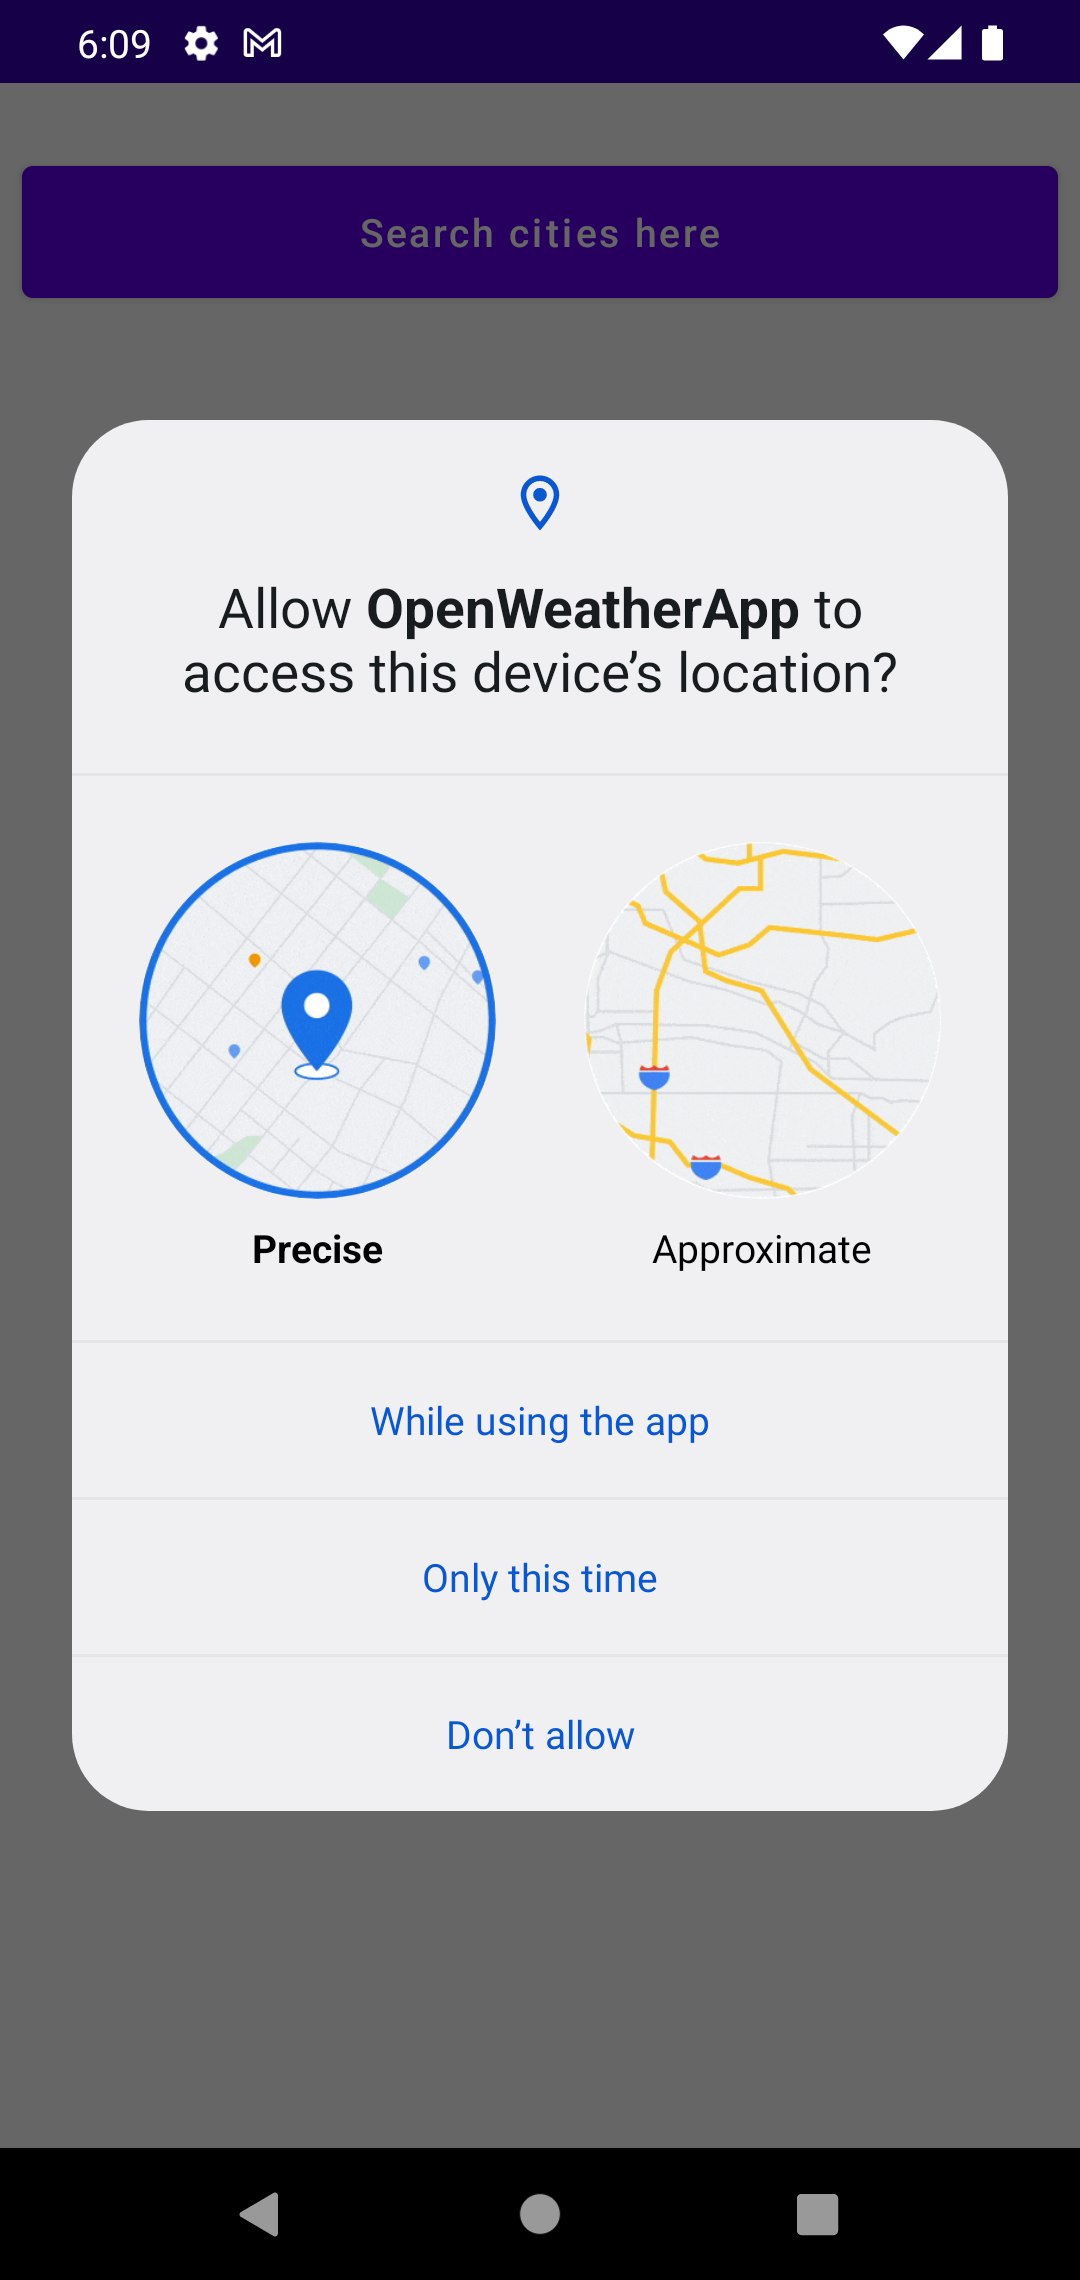 6:09
Search cities here
Allow OpenWeatherApp to
access this device’s location?
Precise
Approximate
While using the app
Only this time
Don’t allow